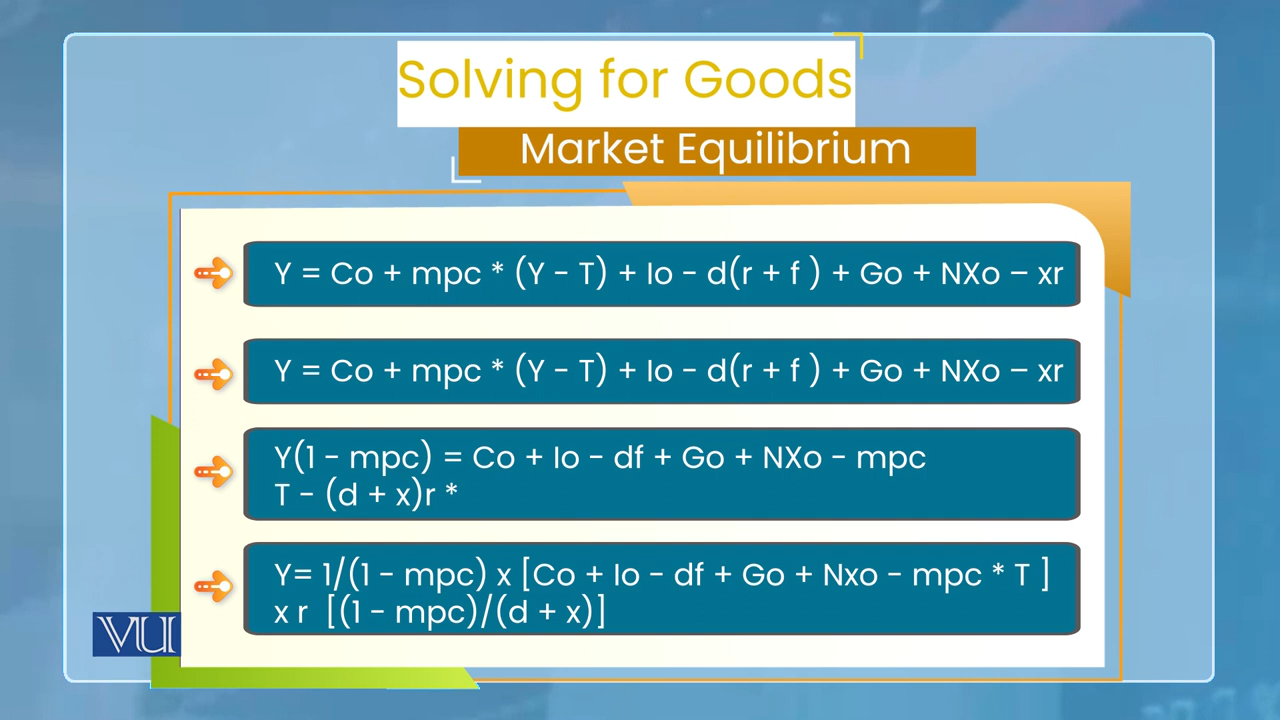 Solving for Goods
Market Equilibrium
Y = Co + mpc * (Y - T) + Io - d(r + f ) + Go + NXo – xr
Y = Co + mpc * (Y - T) + Io - d(r + f ) + Go + NXo – xr
Y(1 - mpc) = Co + Io - df + Go + NXo - mpc
T - (d + x)r *
Y= 1/(1 - mpc) x [Co + Io - df + Go + Nxo - mpc * T ]
x r [(1 - mpc)/(d + x)]
VU